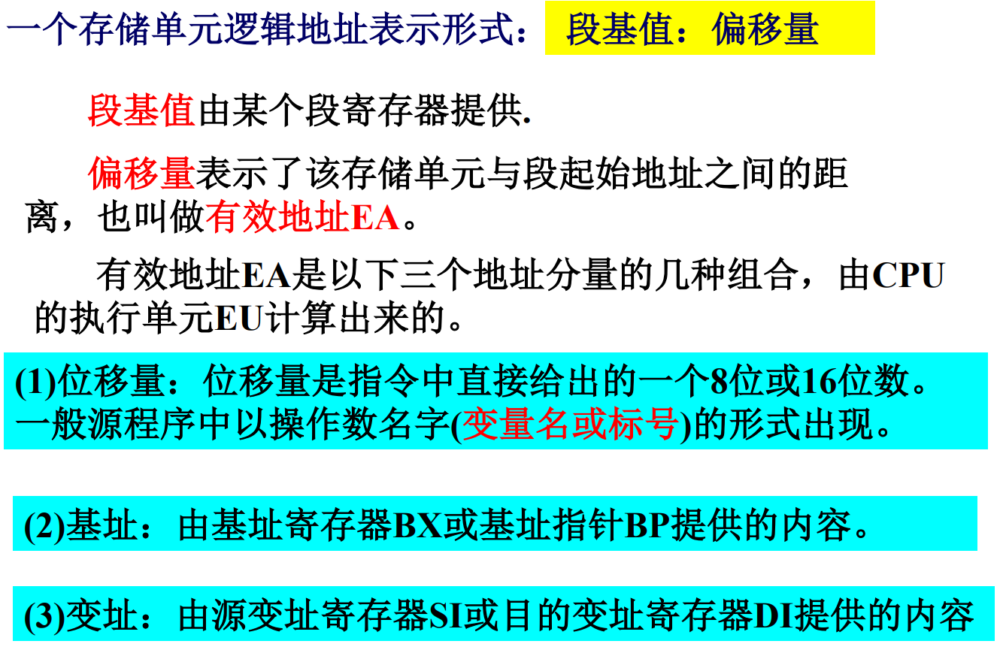 一个存储单元逻辑地址表示形式： 段基值：偏移量
段基值由某个段寄存器提供.
偏移量表示了该存储单元与段起始地址之间的距
离，也叫做有效地址EA。
有效地址EA是以下三个地址分量的几种组合，由CPU
的执行单元EU计算出来的。
(1)位移量：位移量是指令中直接给出的一个8位或16位数。
一般源程序中以操作数名字(变量名或标号)的形式出现。
(2)基址：由基址寄存器BX或基址指针BP提供的内容。
(3)变址：由源变址寄存器SI或目的变址寄存器DI提供的内容